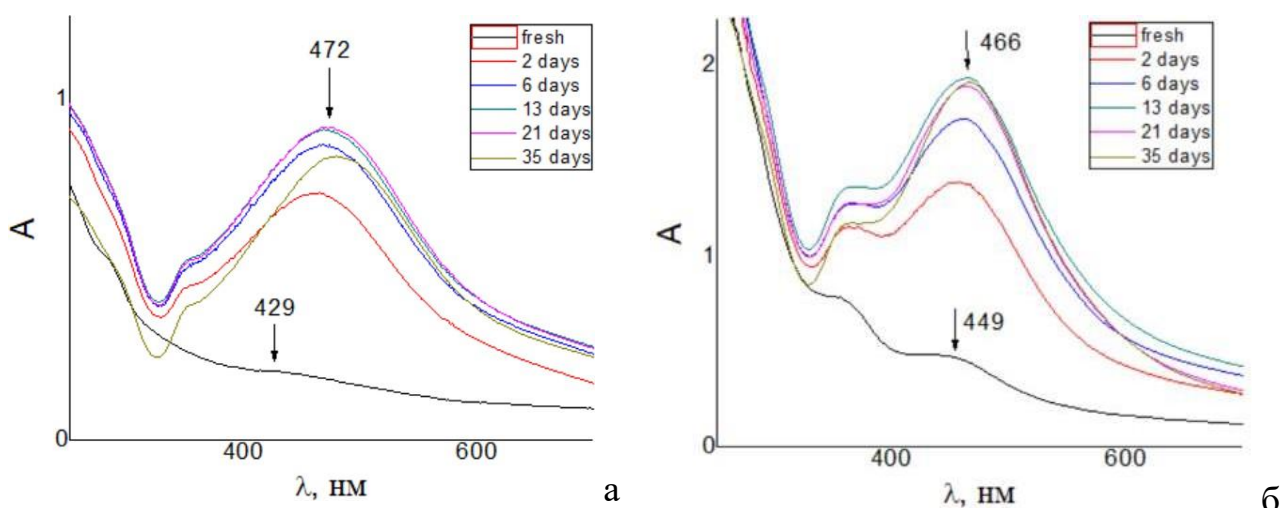 1
0
A
472
429
fresh
2 days
6 days
13 days
21 days
35 days
400
600
λ, нм
а
2
1
0
A
466
449
fresh
2 days
6 days
13 days
21 days
35 days
400
600
λ, нм
б